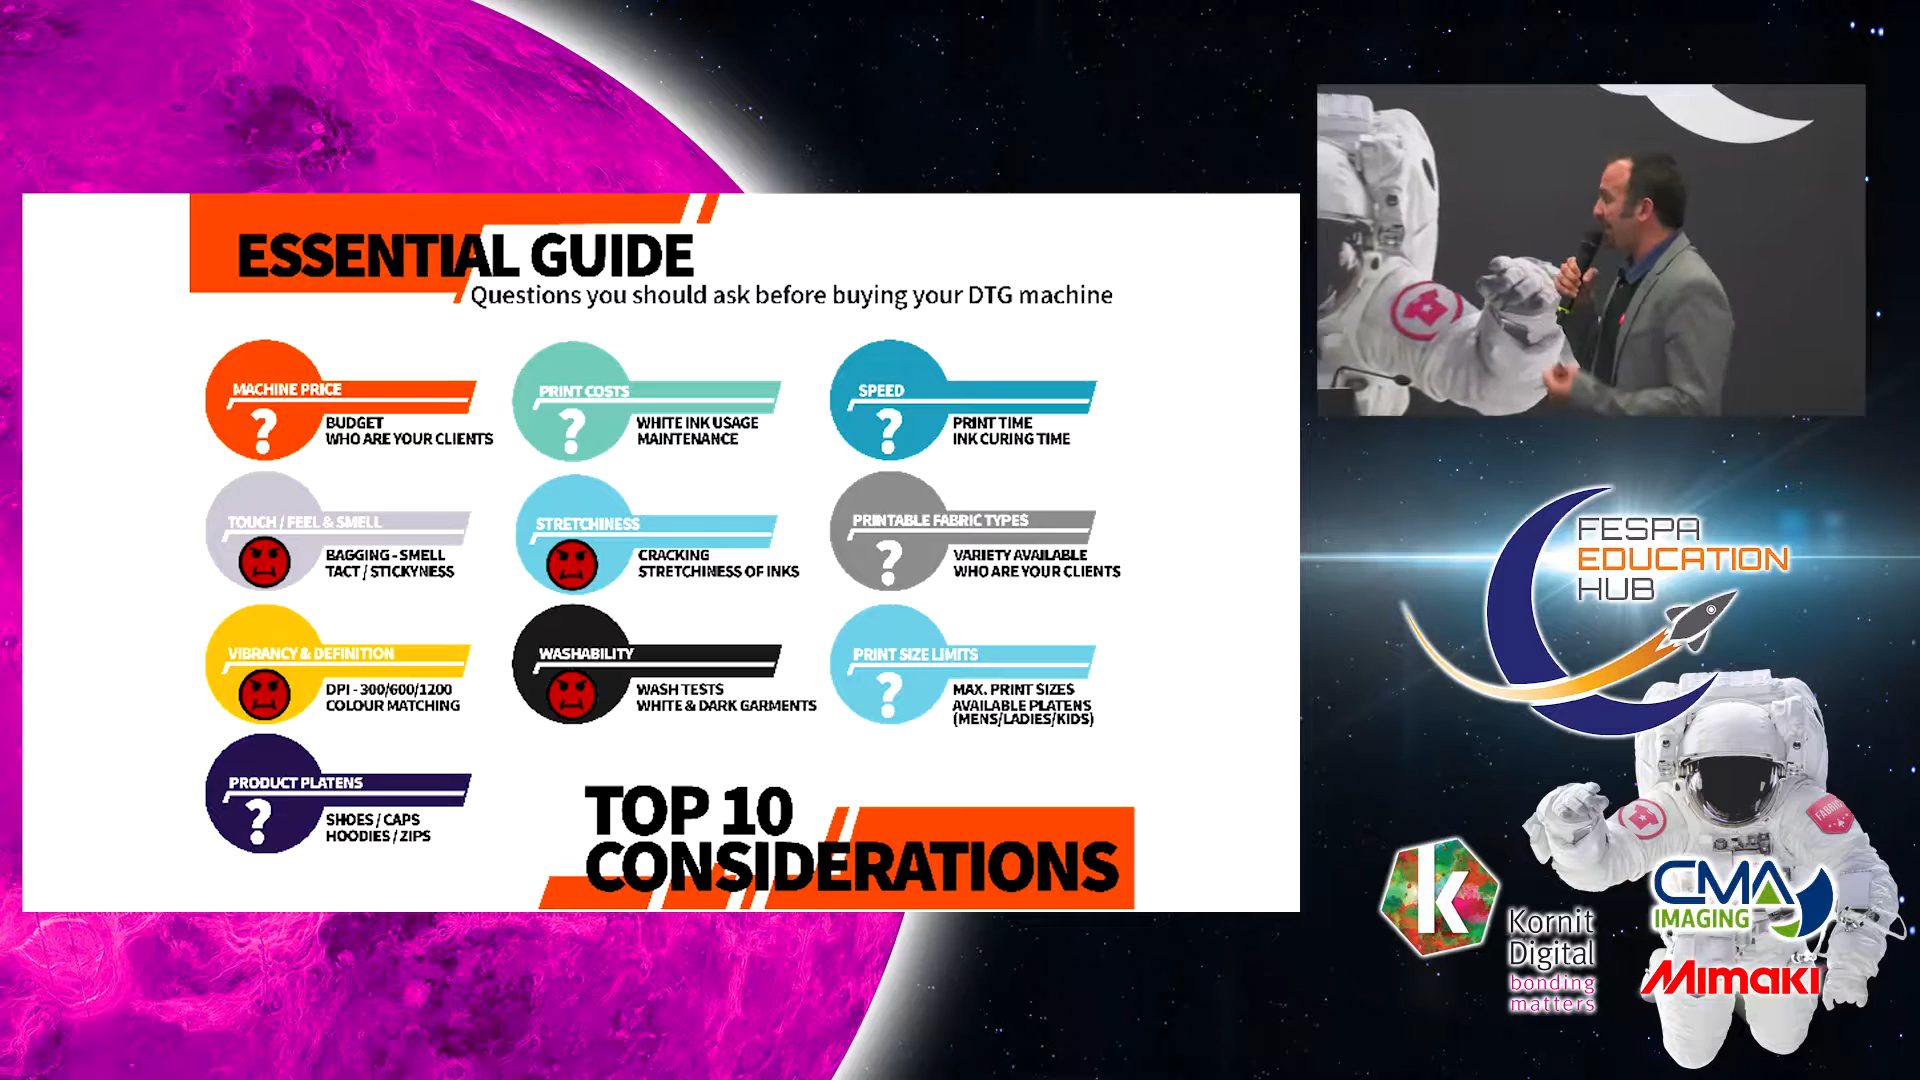 ESSENTIAL GUIDE
Questions you should ask before buying your DTG machine
MACHINE PRICE
?
BUDGET
WHO ARE YOUR CLIENTS
PRINT COSTS
?
WHITE INK USAGE
MAINTENANCE
SPEED
?
PRINT TIME
INK CURING TIME
TOUCH / FEEL & SMELL
BAGGING - SMELL
TACT / STICKYNESS
STRETCHINESS
CRACKING
STRETCHINESS OF INKS
PRINTABLE FABRIC TYPES
?
VARIETY AVAILABLE
WHO ARE YOUR CLIENTS
VIBRANCY & DEFINITION
DPI - 300/600/1200
COLOUR MATCHING
WASHABILITY
WASH TESTS
WHITE & DARK GARMENTS
PRINT SIZE LIMITS
?
MAX. PRINT SIZES
AVAILABLE PLATENS
(MENS/LADIES/KIDS)
PRODUCT PLATENS
?
SHOES / CAPS
HOODIES / ZIPS
TOP 10
CONSIDERATIONS
FESPA
EDUCATION
HUB
FABRIC
K
Kornit
Digital
bonding
matters
CMA
IMAGING
Mimaki